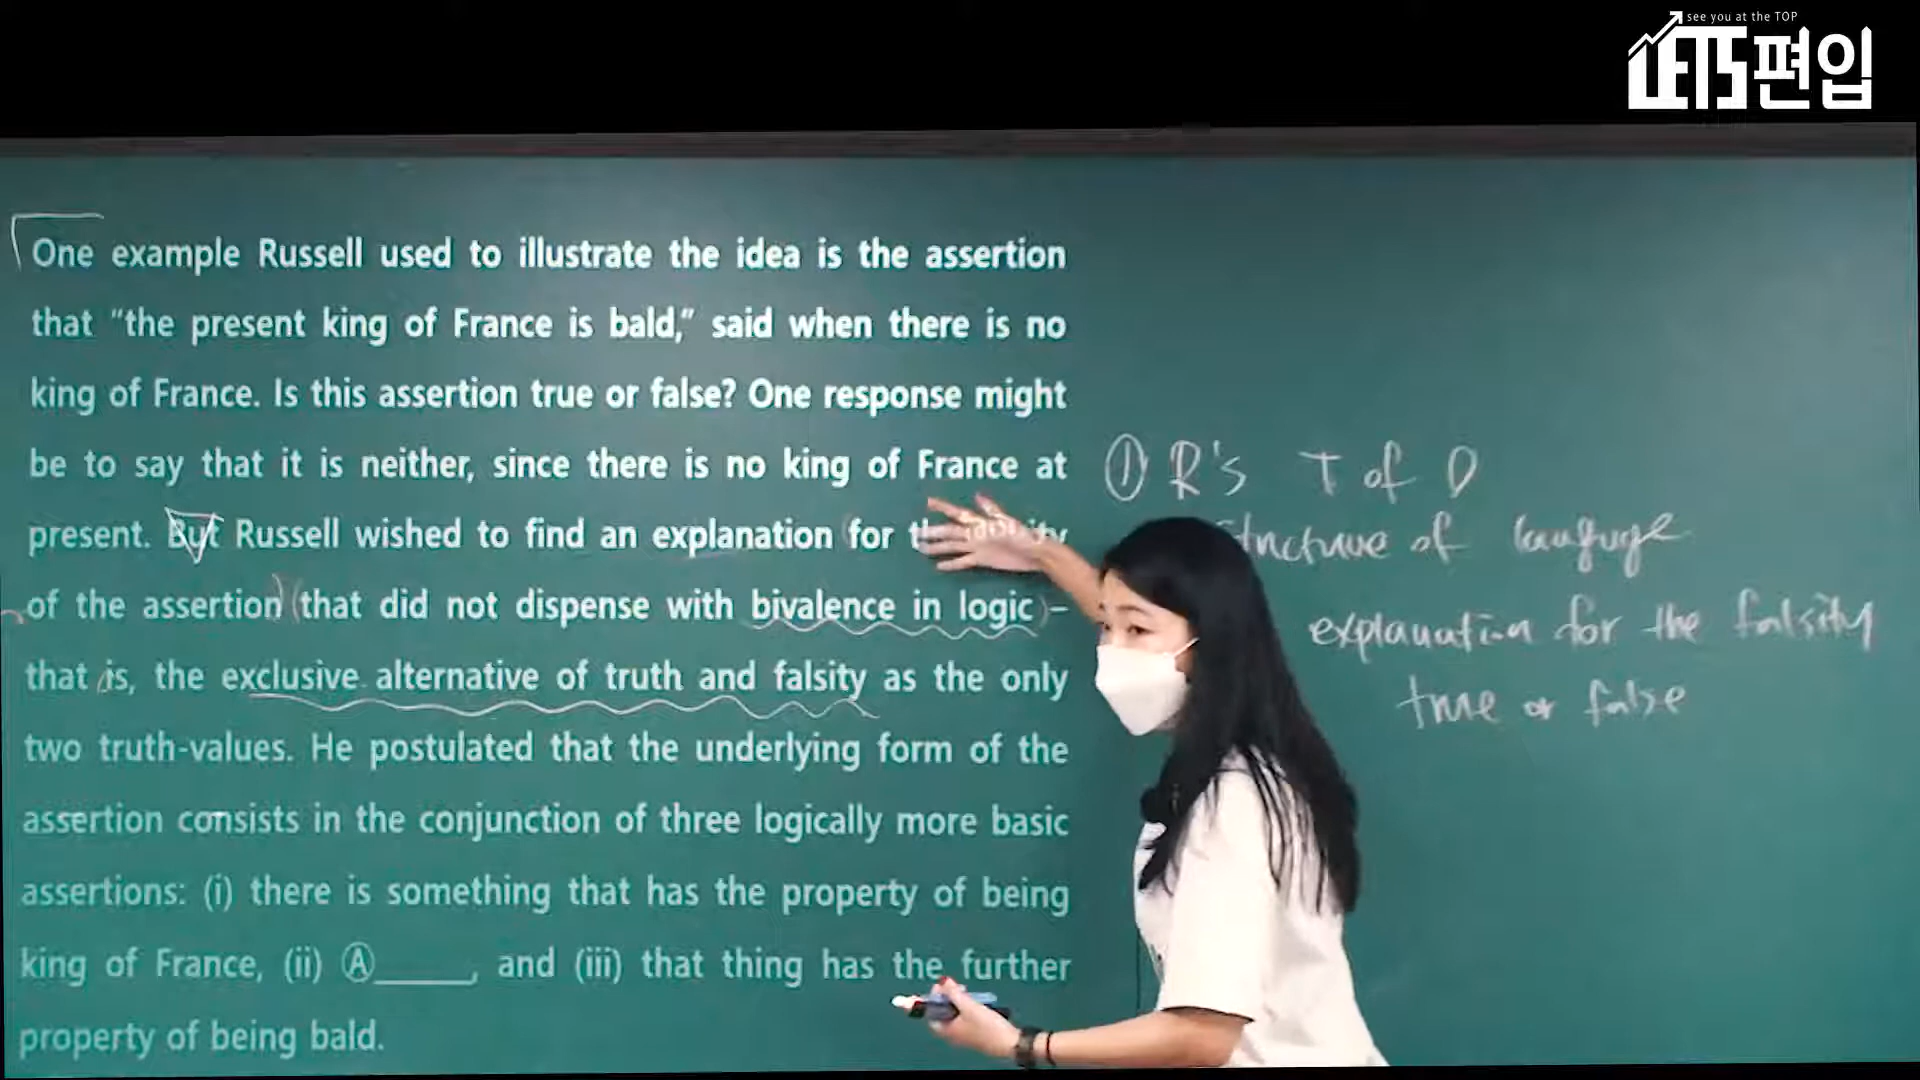 see you at the TOP
LETS편입
One example Russell used to illustrate the idea is the assertion
that "the present king of France is bald," said when there is no
king of France. Is this assertion true or false? One response might
be to say that it is neither, since there is no king of France at
present. But Russell wished to find an explanation for
of the assertion (that did not dispense with bivalence in logic) –
that is, the exclusive alternative of truth and falsity as the only
two truth-values. He postulated that the underlying form of the
assertion consists in the conjunction of three logically more basic
assertions: (i) there is something that has the property of being
king of France, (ii) Ⓐ_____, and (iii) that thing has the further
property of being bald.
① R's T of D
of language
explanation for the falsity
true or false